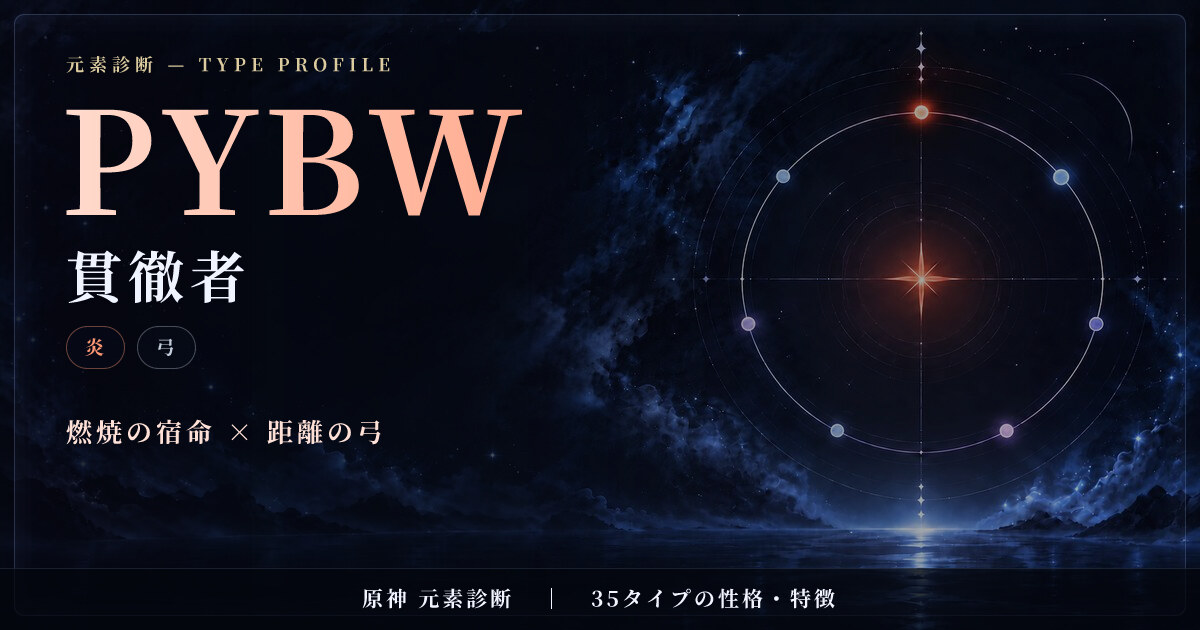 元素診断 — TYPE PROFILE
PYBW
貫徹者
炎 弓
燃焼の宿命 × 距離の弓
原神 元素診断 | 35タイプの性格・特徴